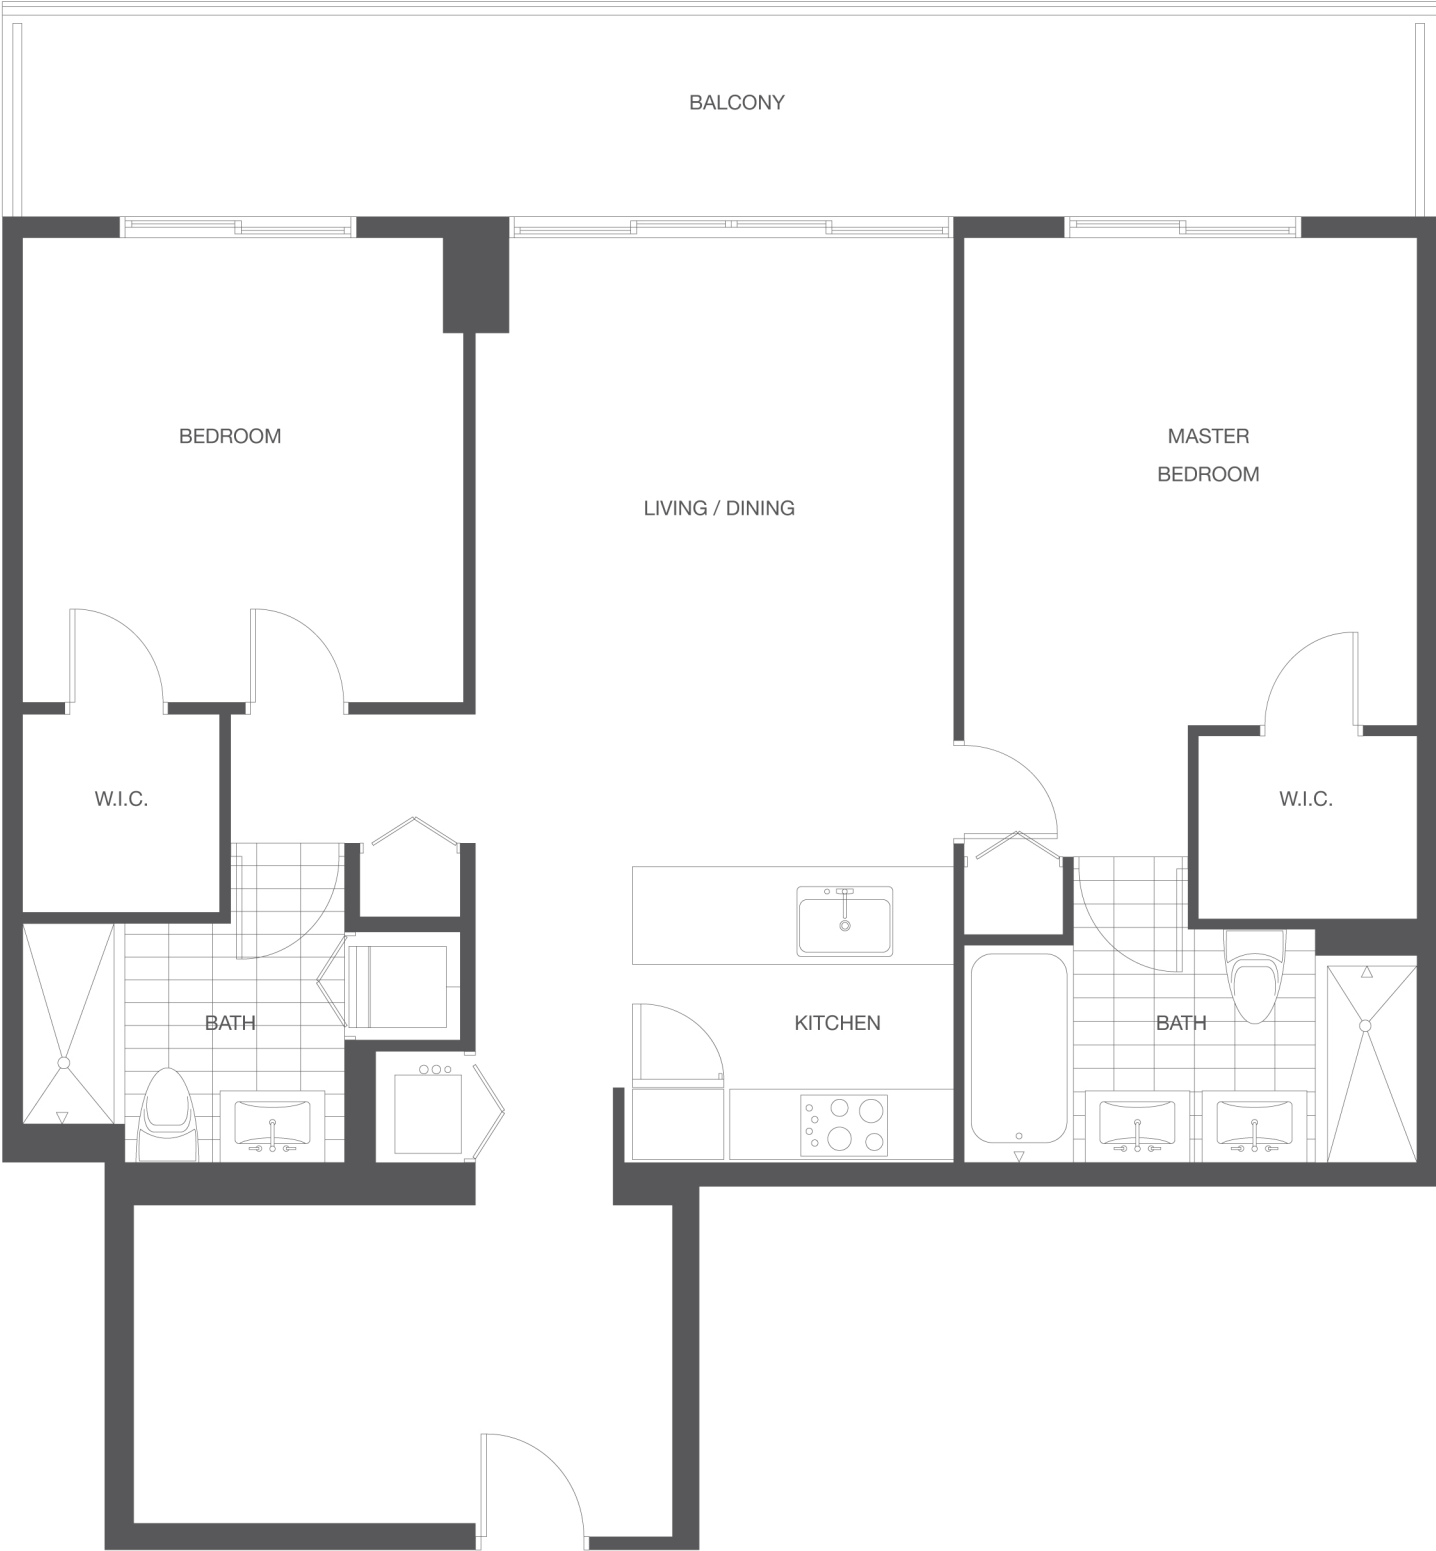 BALCONY
BEDROOM
MASTER
BEDROOM
LIVING / DINING
W.I.C.
W.I.C.
BATH
KITCHEN
BATH